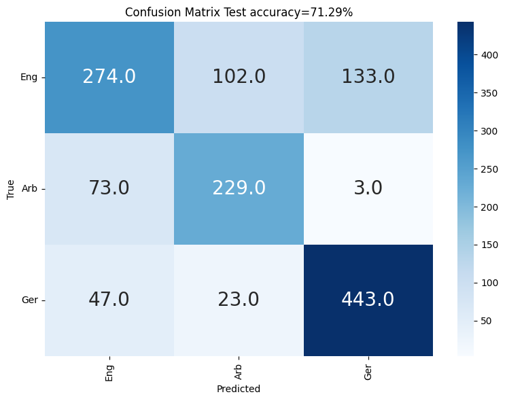 Confusion Matrix Test accuracy=71.29%
Eng 274.0 102.0 133.0
Arb 73.0 229.0 3.0
Ger 47.0 23.0 443.0
True
Eng Arb Ger
Predicted
400
350
300
250
200
150
100
50